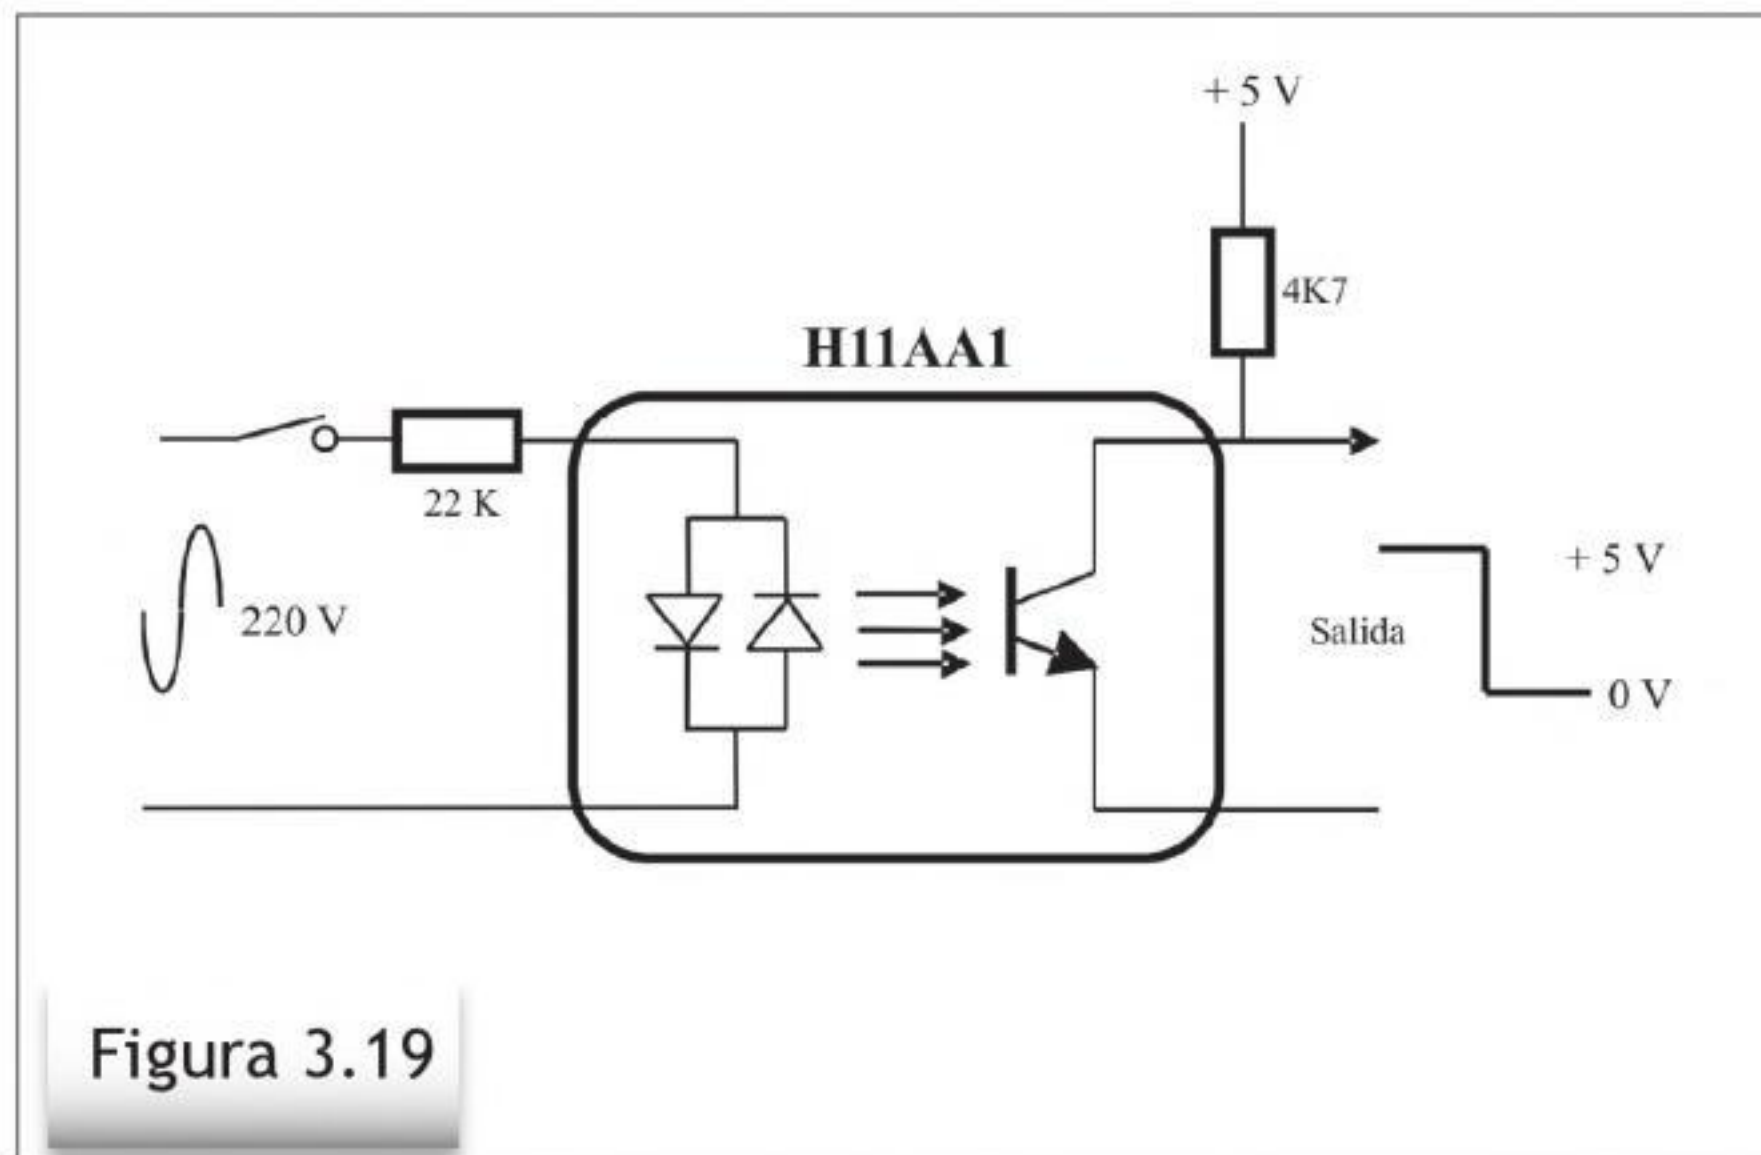 + 5 V
4K7
H11AA1
22 K
220 V
+ 5 V
Salida
0 V
Figura 3.19